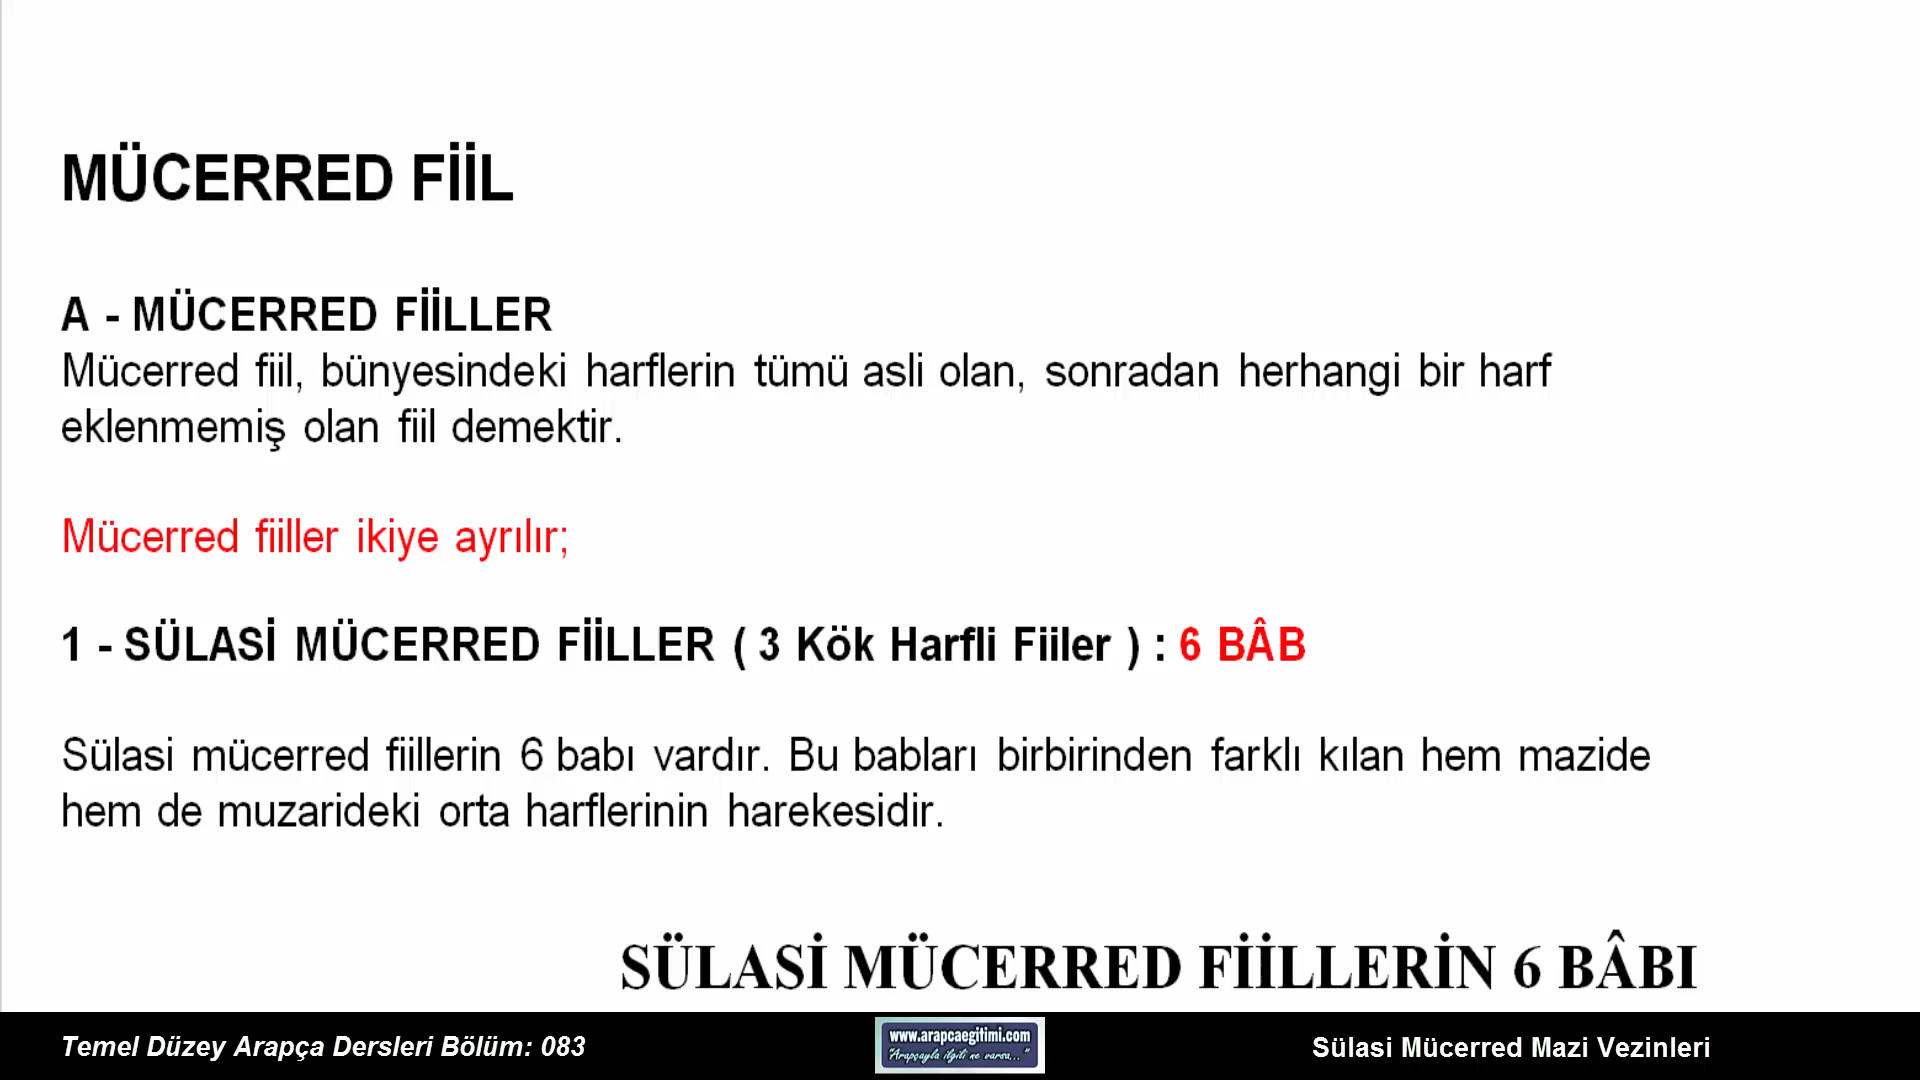 MÜCERRED FİİL
A - MÜCERRED FİİLLER
Mücerred fiil, bünyesindeki harflerin tümü asli olan, sonradan herhangi bir harf
eklenmemiş olan fiil demektir.
Mücerred fiiller ikiye ayrılır;
1 - SÜLASİ MÜCERRED FİİLLER ( 3 Kök Harfli Fiiler ) : 6 BÂB
Sülasi mücerred fiillerin 6 babı vardır. Bu babları birbirinden farklı kılan hem mazide
hem de muzarideki orta harflerinin harekesidir.
SÜLASİ MÜCERRED FİİLLERİN 6 BÂBI
Temel Düzey Arapça Dersleri Bölüm: 083
www.arapcaegitimi.com
"Arapçayla ilgili ne varsa..."
Sülasi Mücerred Mazi Vezinleri